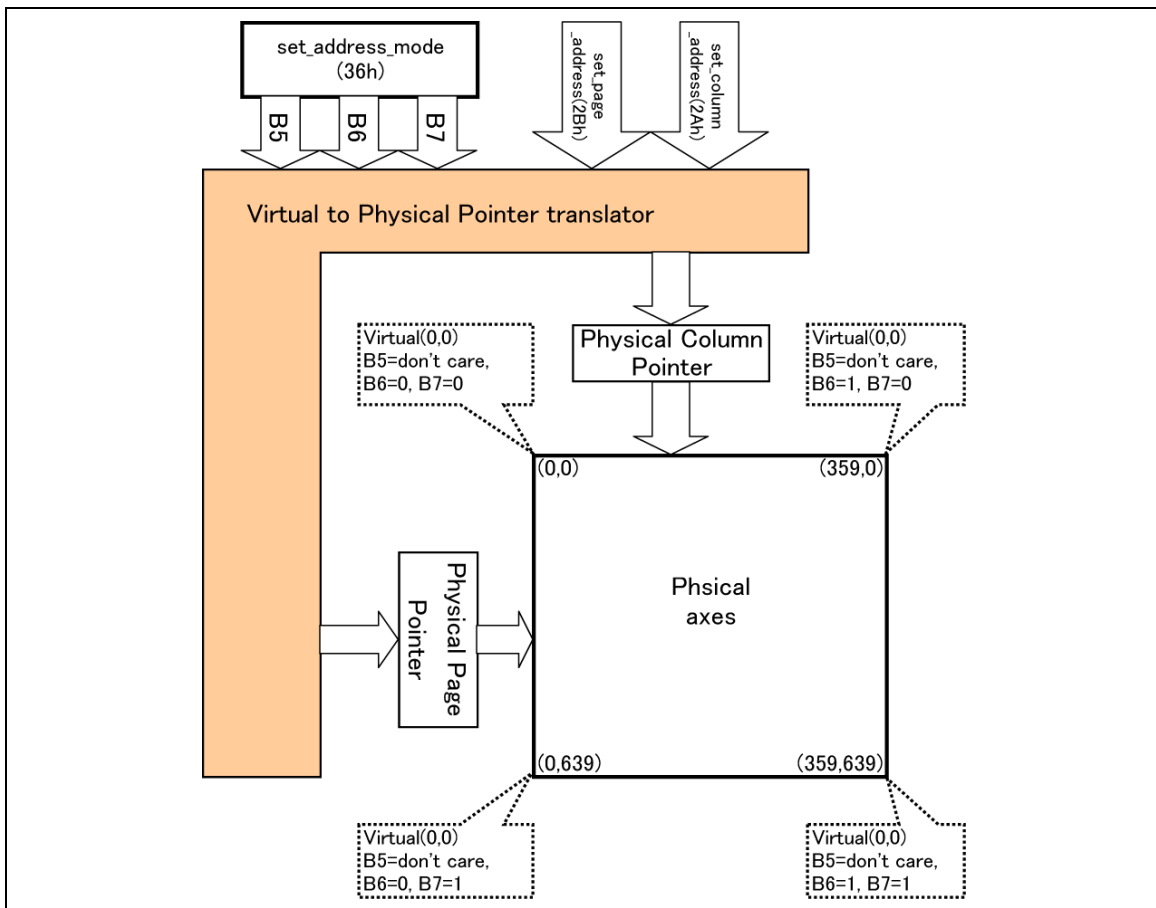 set_address_mode
(36h)
set_page
_address(2Bh)
set_column
_address(2Ah)
B5
B6
B7
Virtual to Physical Pointer translator
Virtual(0,0)
B5=don't care,
B6=0, B7=0
Physical Column
Pointer
Virtual(0,0)
B5=don't care,
B6=1, B7=0
(0,0)
(359,0)
Phsical
axes
Physical Page
Pointer
(0,639)
(359,639)
Virtual(0,0)
B5=don't care,
B6=0, B7=1
Virtual(0,0)
B5=don't care,
B6=1, B7=1